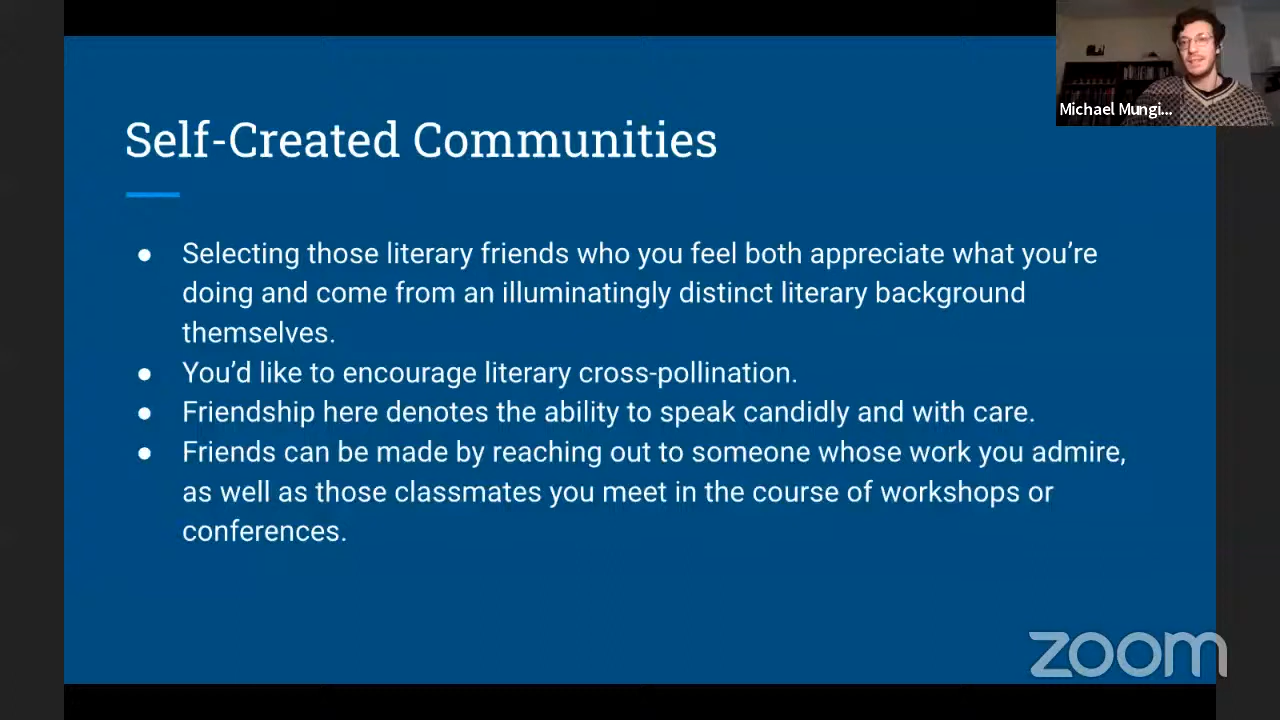 Michael Mungi...
Self-Created Communities
● Selecting those literary friends who you feel both appreciate what you’re
doing and come from an illuminatingly distinct literary background
themselves.
● You’d like to encourage literary cross-pollination.
● Friendship here denotes the ability to speak candidly and with care.
● Friends can be made by reaching out to someone whose work you admire,
as well as those classmates you meet in the course of workshops or
conferences.
zoom